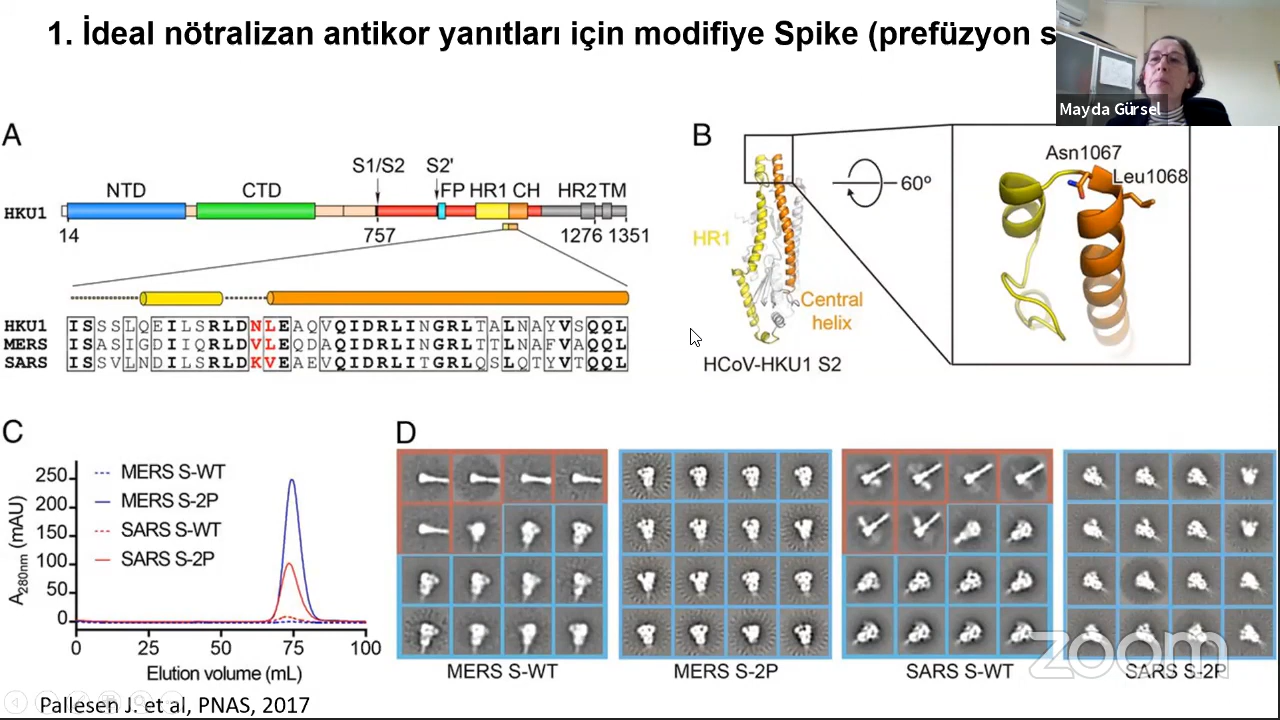 1. İdeal nötralizan antikor yanıtları için modifiye Spike (prefüzyon s
Mayda Gürsel
A
S1/S2 S2'
NTD CTD FP HR1 CH HR2 TM
HKU1
14 757 1276 1351
HKU1 ISSSLQEILSRLDNLEAQVQIDRLINGRLTALNAYVSQQL
MERS ISASIGDIIQRLDVLEQDAQIDRLINGRLTTLNAFVAQQL
SARS ISSVLNDILSRLDKVEAEVQIDRLITGRLQSLQTYVTQQL
B
60º
HR1
Central
helix
HCoV-HKU1 S2
Asn1067
Leu1068
C
A280nm (mAU)
250
200
150
100
50
0
MERS S-WT
MERS S-2P
SARS S-WT
SARS S-2P
0 25 50 75 100
Elution volume (mL)
D
MERS S-WT MERS S-2P SARS S-WT SARS S-2P
zoom
Pallesen J. et al, PNAS, 2017